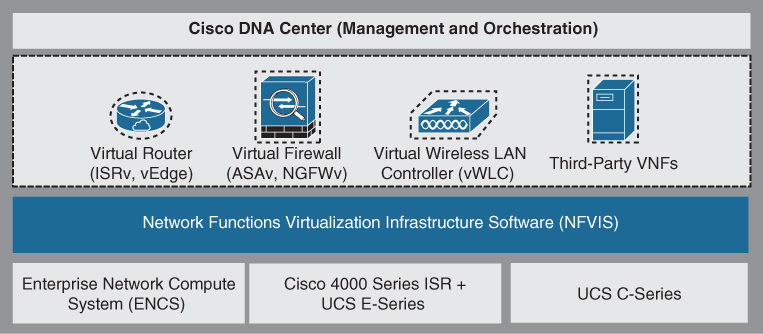 Cisco DNA Center (Management and Orchestration)
Virtual Router
(ISRv, vEdge)
Virtual Firewall
(ASAv, NGFWv)
Virtual Wireless LAN
Controller (vWLC)
Third-Party VNFs
Network Functions Virtualization Infrastructure Software (NFVIS)
Enterprise Network Compute
System (ENCS)
Cisco 4000 Series ISR +
UCS E-Series
UCS C-Series